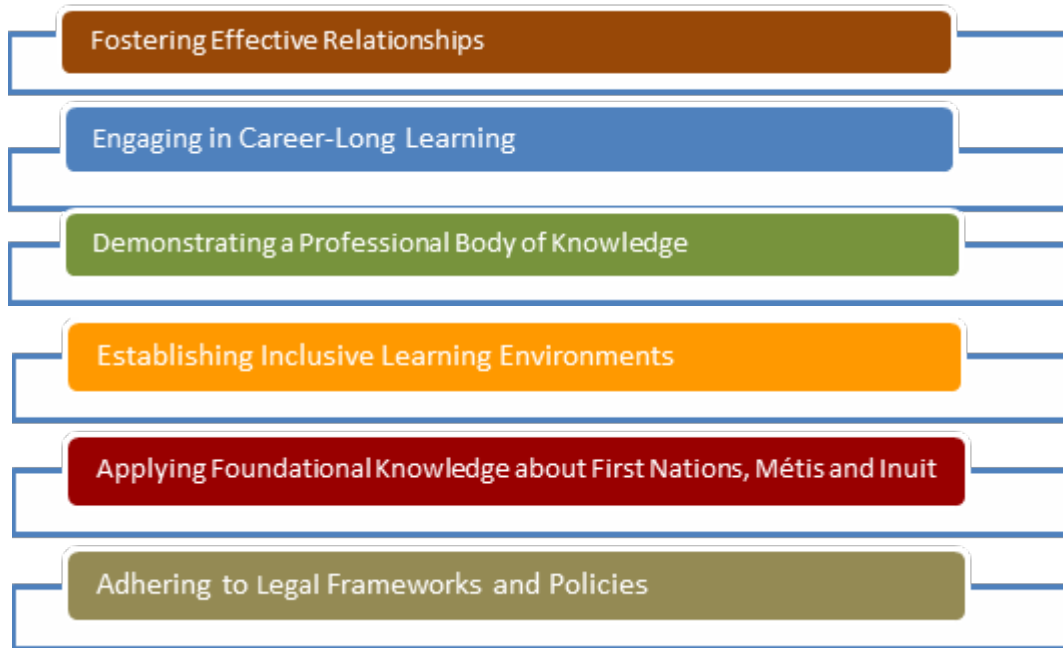 Fostering Effective Relationships
Engaging in Career-Long Learning
Demonstrating a Professional Body of Knowledge
Establishing Inclusive Learning Environments
Applying Foundational Knowledge about First Nations, Métis and Inuit
Adhering to Legal Frameworks and Policies